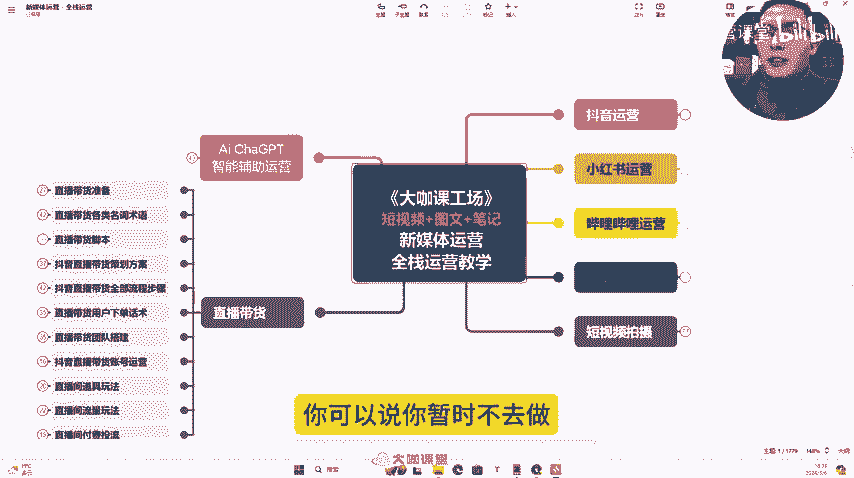 新媒体运营·全栈运营
bilibili
Ai ChaGPT
智能辅助运营
抖音运营
小红书运营
哔哩哔哩运营
短视频拍摄
《大咖课工场》
短视频+图文+笔记
新媒体运营
全栈运营教学
直播带货
直播带货准备
直播带货各类名词术语
直播带货脚本
抖音直播带货策划方案
抖音直播带货全部流程步骤
直播带货用户下单话术
直播带货团队搭建
抖音直播带货账号运营
直播间道具玩法
直播间流量玩法
直播间付费投流
你可以说你暂时不去做
大咖课堂